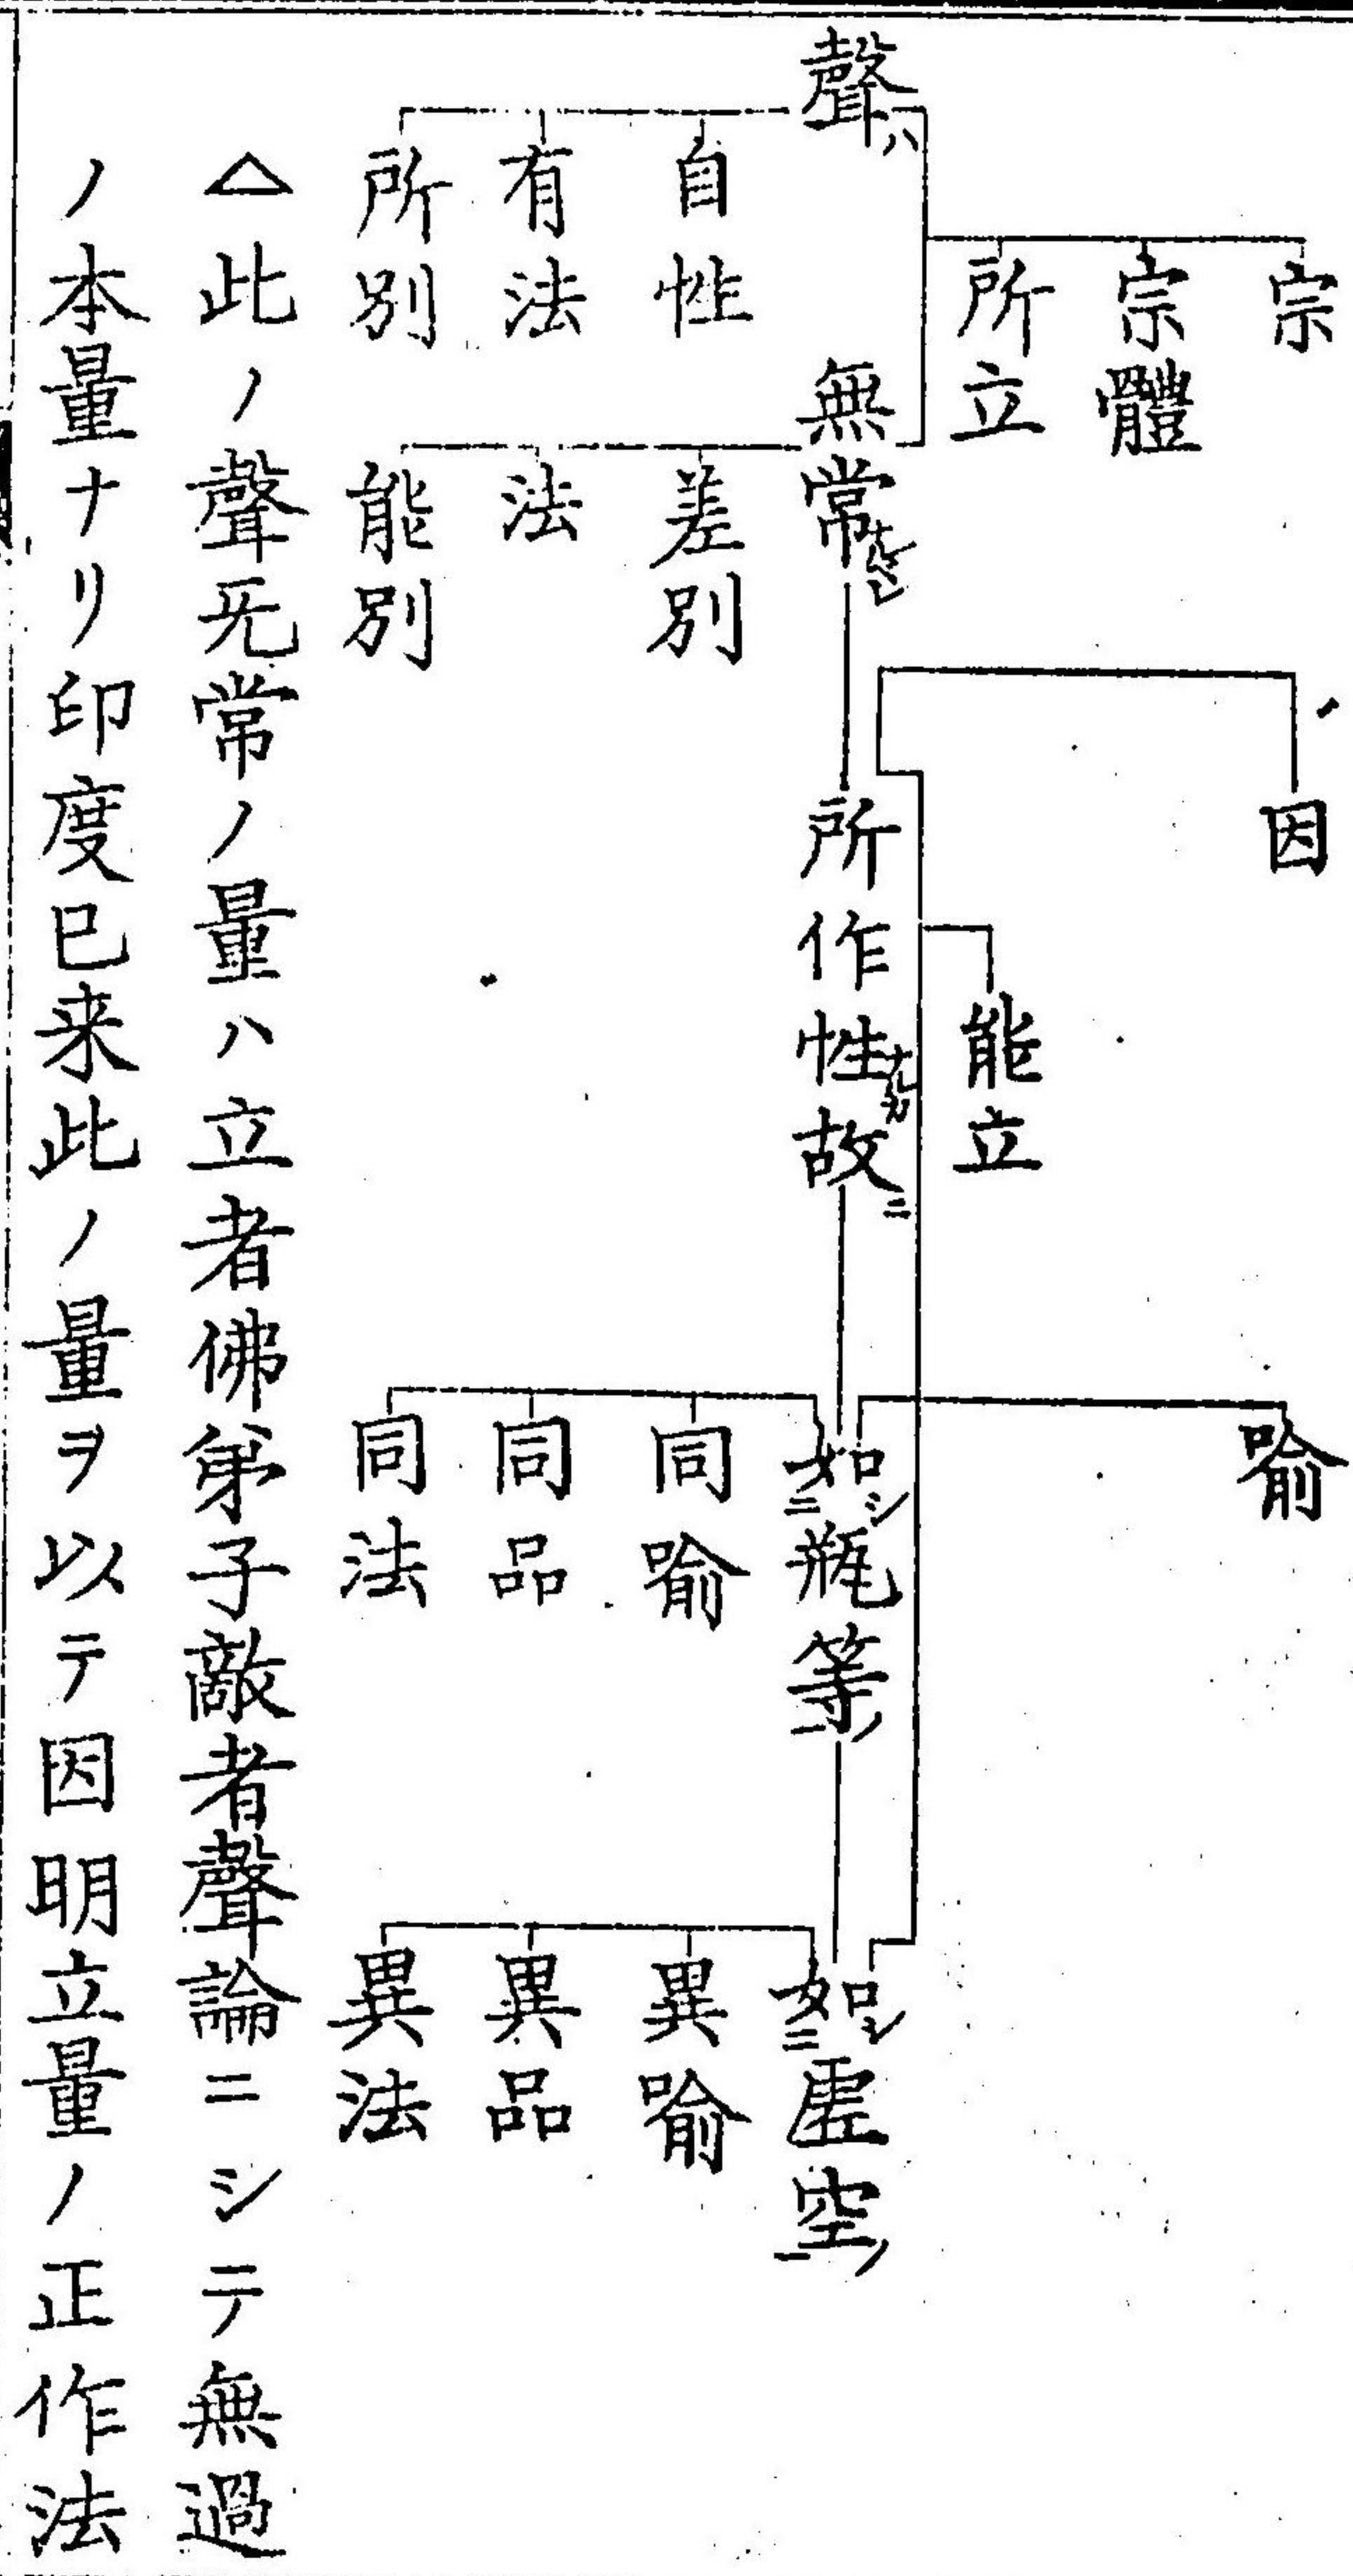 宗
宗體
所立
因
能立
喩
聲ハ無常ナルベシ所作性ナルガ故ニ如シ瓶等ノ如シ虚空ノ
自性
有法
所別
差別
法
能別
同喩
同品
同法
異喩
異品
異法
△此ノ聲无常ノ量ハ立者佛弟子敵者聲論ニシテ無過
ノ本量ナリ印度已来此ノ量ヲ以テ因明立量ノ正作法